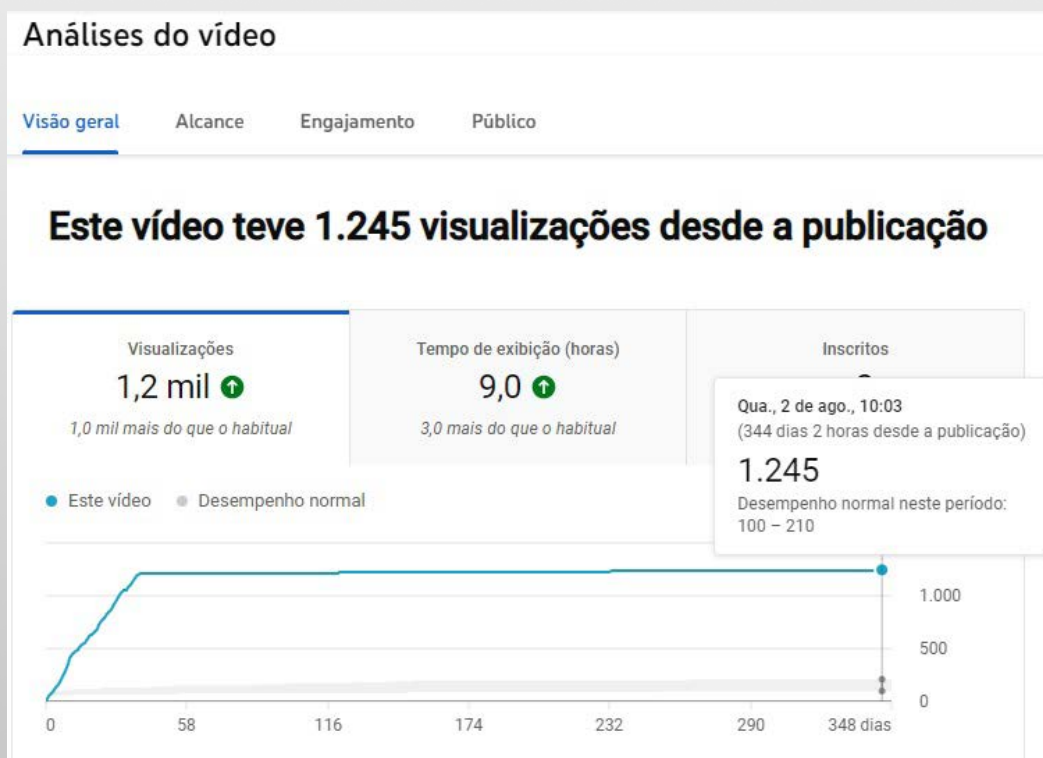 Análises do vídeo
Visão geral Alcance Engajamento Público
Este vídeo teve 1.245 visualizações desde a publicação
Visualizações Tempo de exibição (horas) Inscritos
1,2 mil 9,0
1,0 mil mais do que o habitual 3,0 mais do que o habitual
Qua., 2 de ago., 10:03
(344 dias 2 horas desde a publicação)
1.245
Desempenho normal neste período:
100 – 210
Este vídeo Desempenho normal
1.000
500
0
0 58 116 174 232 290 348 dias